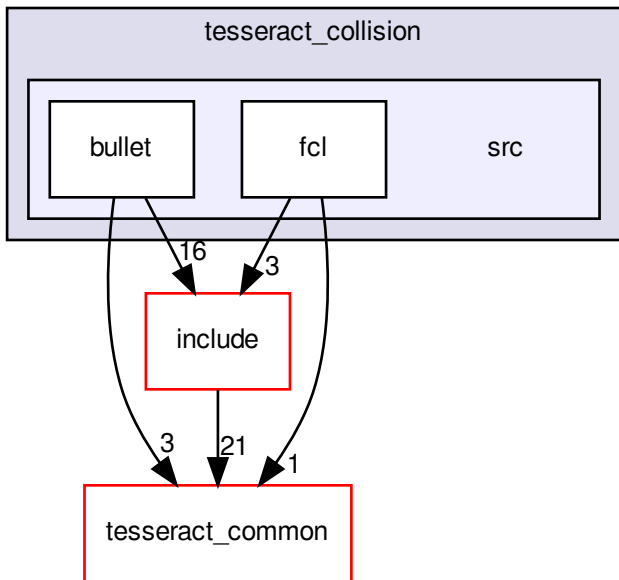 tesseract_collision
bullet
fcl
src
16
3
include
3
21
1
tesseract_common